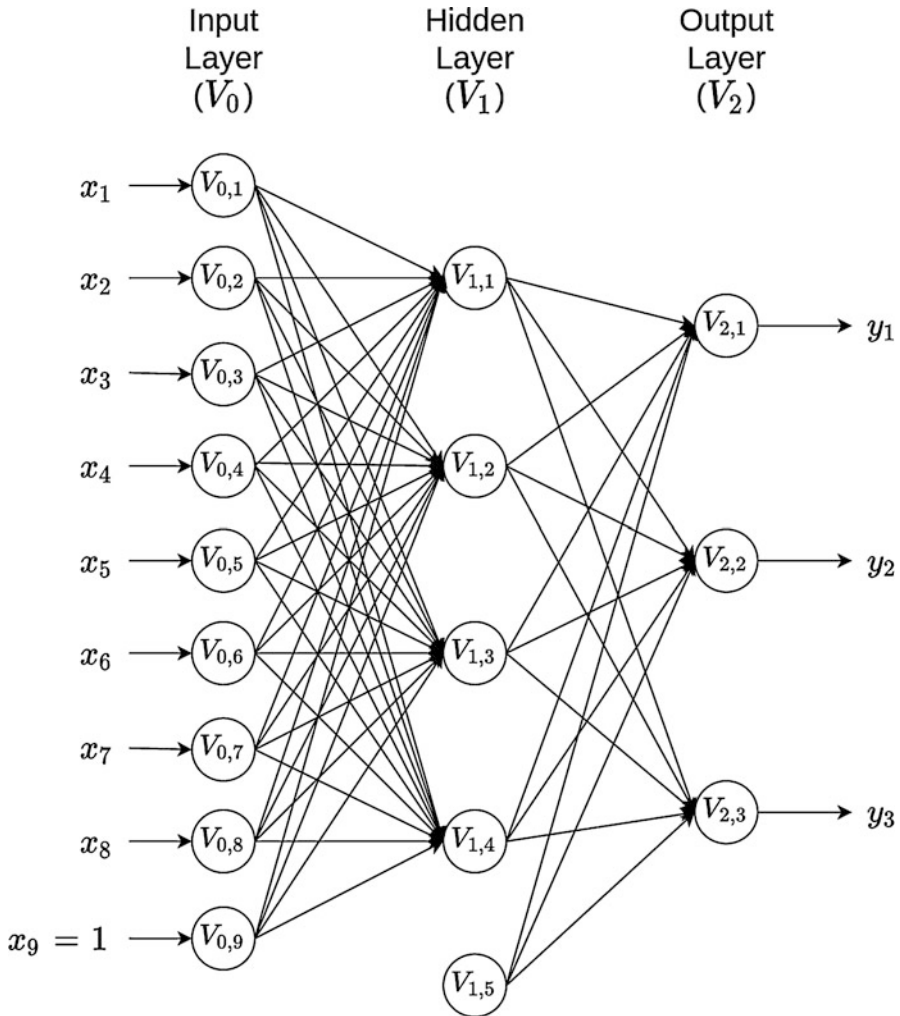 Input
Layer
(V₀)
Hidden
Layer
(V₁)
Output
Layer
(V₂)
x₁
x₂
x₃
x₄
x₅
x₆
x₇
x₈
x₉ = 1
V₀,₁
V₀,₂
V₀,₃
V₀,₄
V₀,₅
V₀,₆
V₀,₇
V₀,₈
V₀,₉
V₁,₁
V₁,₂
V₁,₃
V₁,₄
V₁,₅
V₂,₁
V₂,₂
V₂,₃
y₁
y₂
y₃